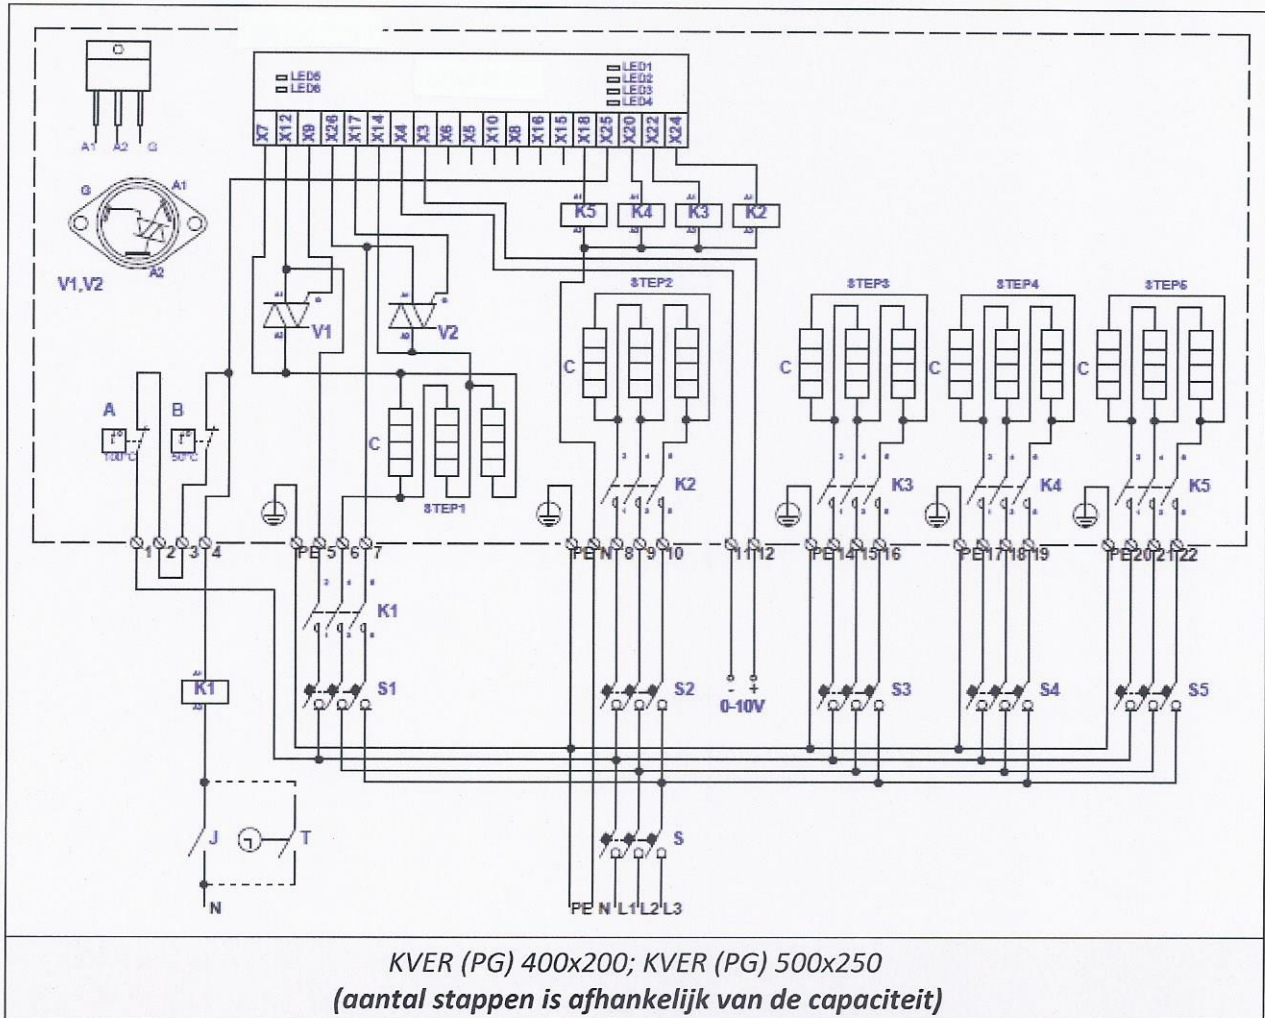 LED5
LED6
LED1
LED2
LED3
LED4
X7 X12 X9 X26 X17 X14 X4 X3 X6 X5 X10 X8 X16 X15 X18 X25 X20 X22 X24
A1 A2 G
G A1
A2
V1,V2
K5 K4 K3 K2
STEP2 STEP3 STEP4 STEP5
V1 V2
C C C C
A B
100°C 50°C
C
STEP1
K2 K3 K4 K5
1 2 3 4 PE 5 6 7 PE N 8 9 10 11 12 PE 14 15 16 PE 17 18 19 PE 20 21 22
K1
K1
S1 S2 - + S3 S4 S5
0-10V
J T S
N PE N L1 L2 L3
KVER (PG) 400x200; KVER (PG) 500x250
(aantal stappen is afhankelijk van de capaciteit)